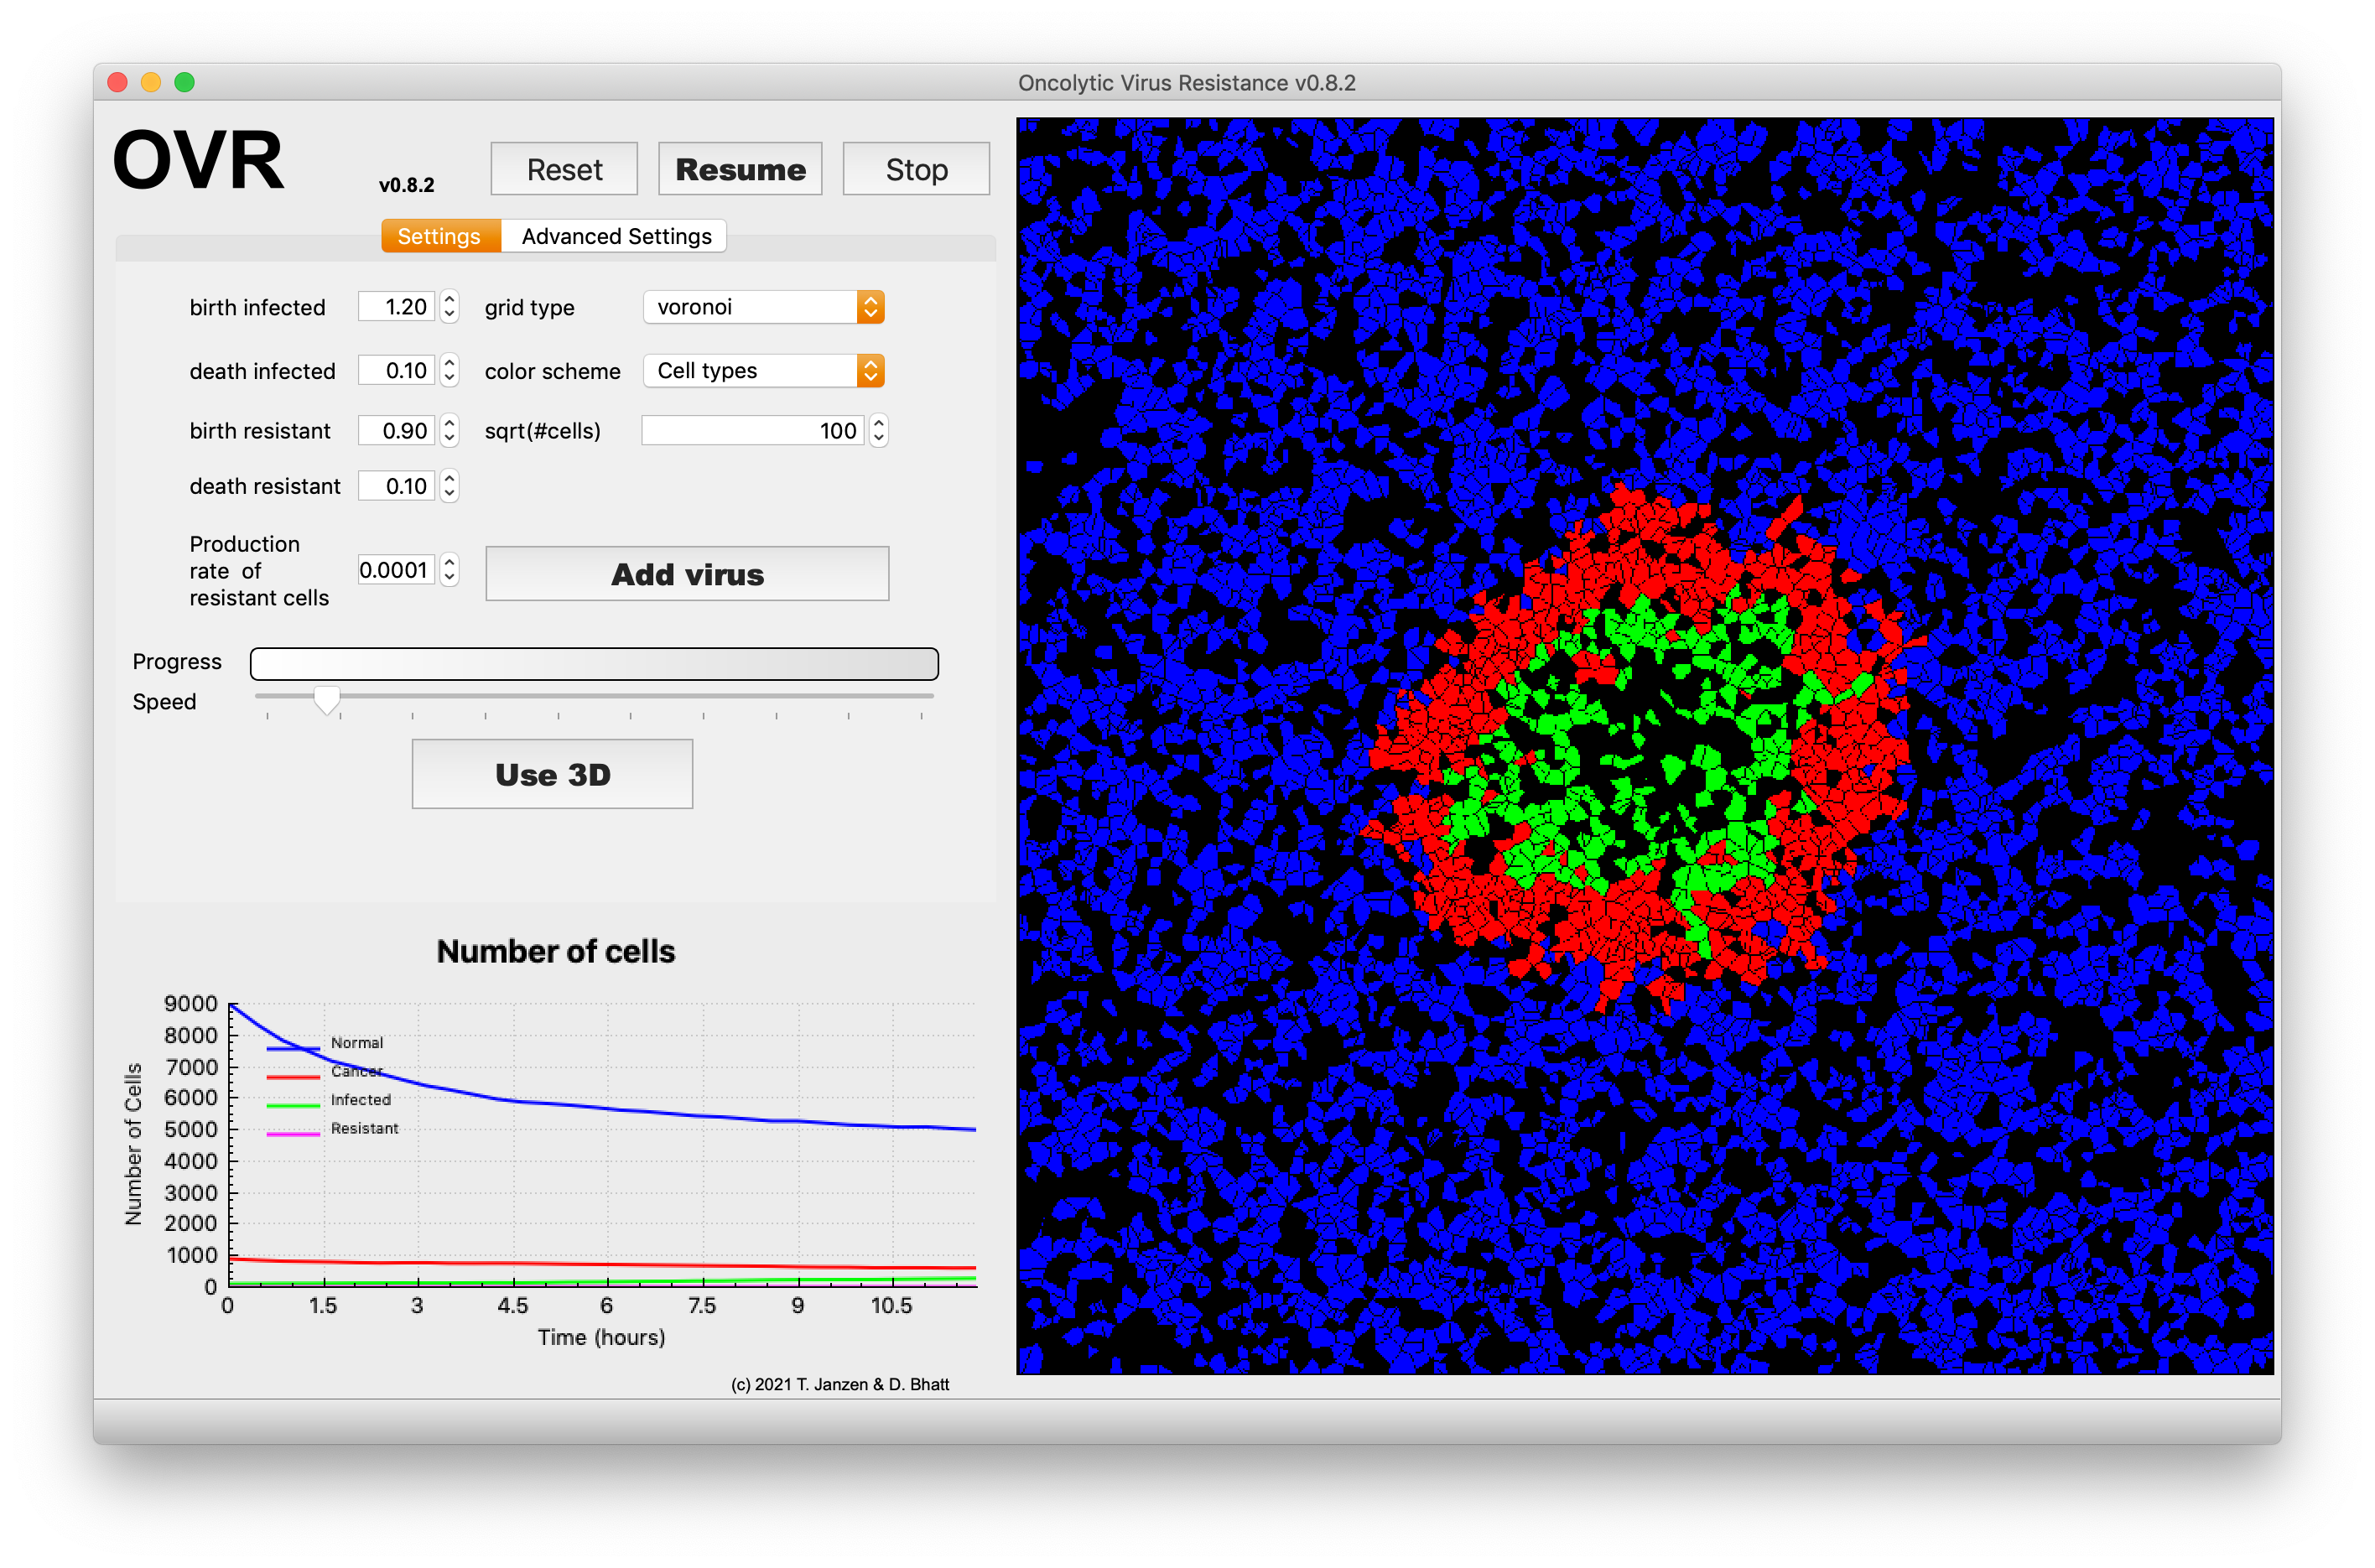 Oncolytic Virus Resistance v0.8.2
OVR
v0.8.2
Reset
Resume
Stop
Settings
Advanced Settings
birth infected 1.20 grid type voronoi
death infected 0.10 color scheme Cell types
birth resistant 0.90 sqrt(#cells) 100
death resistant 0.10
Production
rate of
resistant cells
0.0001
Add virus
Progress
Speed
Use 3D
Number of cells
Number of Cells
9000
8000
7000
6000
5000
4000
3000
2000
1000
0
Normal
Cancer
Infected
Resistant
0 1.5 3 4.5 6 7.5 9 10.5
Time (hours)
(c) 2021 T. Janzen & D. Bhatt